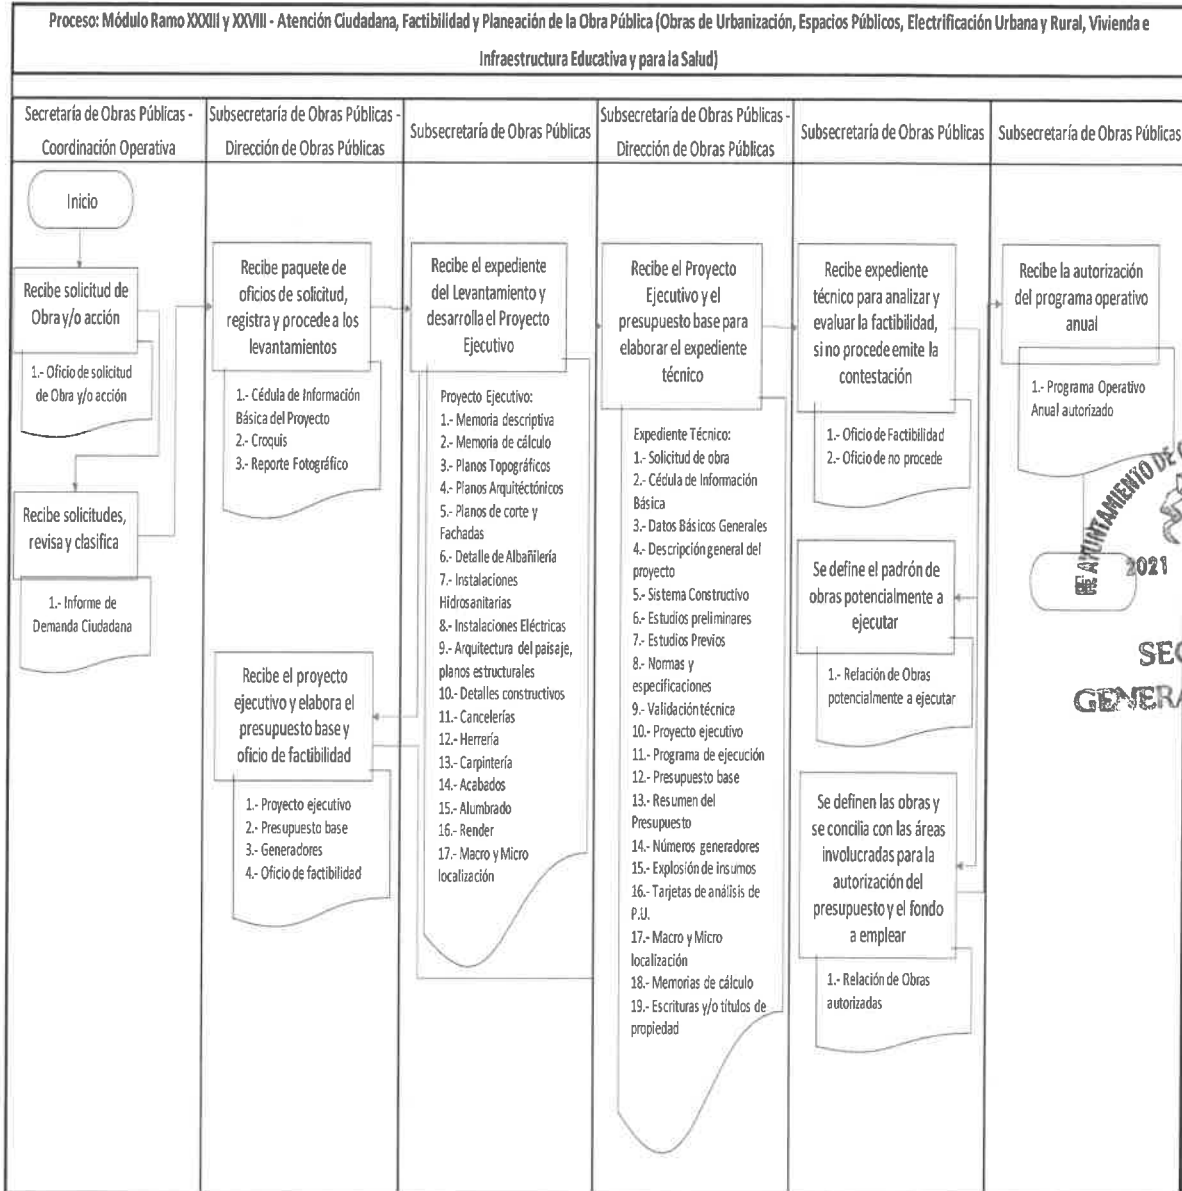 Proceso: Módulo Ramo XXXIII y XXVIII - Atención Ciudadana, Factibilidad y Planeación de la Obra Pública (Obras de Urbanización, Espacios Públicos, Electrificación Urbana y Rural, Vivienda e
Infraestructura Educativa y para la Salud)
Secretaría de Obras Públicas -
Coordinación Operativa
Subsecretaría de Obras Públicas -
Dirección de Obras Públicas
Subsecretaría de Obras Públicas
Subsecretaría de Obras Públicas -
Dirección de Obras Públicas
Subsecretaría de Obras Públicas
Subsecretaría de Obras Públicas
Inicio
Recibe solicitud de
Obra y/o acción
1.- Oficio de solicitud
de Obra y/o acción
Recibe solicitudes,
revisa y clasifica
1.- Informe de
Demanda Ciudadana
Recibe paquete de
oficios de solicitud,
registra y procede a los
levantamientos
1.- Cédula de Información
Básica del Proyecto
2.- Croquis
3.- Reporte Fotográfico
Recibe el proyecto
ejecutivo y elabora el
presupuesto base y
oficio de factibilidad
1.- Proyecto ejecutivo
2.- Presupuesto base
3.- Generadores
4.- Oficio de factibilidad
Recibe el expediente
del Levantamiento y
desarrolla el Proyecto
Ejecutivo
Proyecto Ejecutivo:
1.- Memoria descriptiva
2.- Memoria de cálculo
3.- Planos Topográficos
4.- Planos Arquitéctónicos
5.- Planos de corte y
Fachadas
6.- Detalle de Albañilería
7.- Instalaciones
Hidrosanitarias
8.- Instalaciones Eléctricas
9.- Arquitectura del paisaje,
planos estructurales
10.- Detalles constructivos
11.- Cancelerías
12.- Herrería
13.- Carpintería
14.- Acabados
15.- Alumbrado
16.- Render
17.- Macro y Micro
localización
Recibe el Proyecto
Ejecutivo y el
presupuesto base para
elaborar el expediente
técnico
Expediente Técnico:
1.- Solicitud de obra
2.- Cédula de Información
Básica
3.- Datos Básicos Generales
4.- Descripción general del
proyecto
5.- Sistema Constructivo
6.- Estudios preliminares
7.- Estudios Previos
8.- Normas y
especificaciones
9.- Validación técnica
10.- Proyecto ejecutivo
11.- Programa de ejecución
12.- Presupuesto base
13.- Resumen del
Presupuesto
14.- Números generadores
15.- Explosión de insumos
16.- Tarjetas de análisis de
P.U.
17.- Macro y Micro
localización
18.- Memorias de cálculo
19.- Escrituras y/o títulos de
propiedad
Recibe expediente
técnico para analizar y
evaluar la factibilidad,
si no procede emite la
contestación
1.- Oficio de Factibilidad
2.- Oficio de no procede
Se define el padrón de
obras potencialmente a
ejecutar
1.- Relación de Obras
potencialmente a ejecutar
Se definen las obras y
se concilia con las áreas
involucradas para la
autorización del
presupuesto y el fondo
a emplear
1.- Relación de Obras
autorizadas
Recibe la autorización
del programa operativo
anual
1.- Programa Operativo
Anual autorizado
AYUNTAMIENTO DE
2021